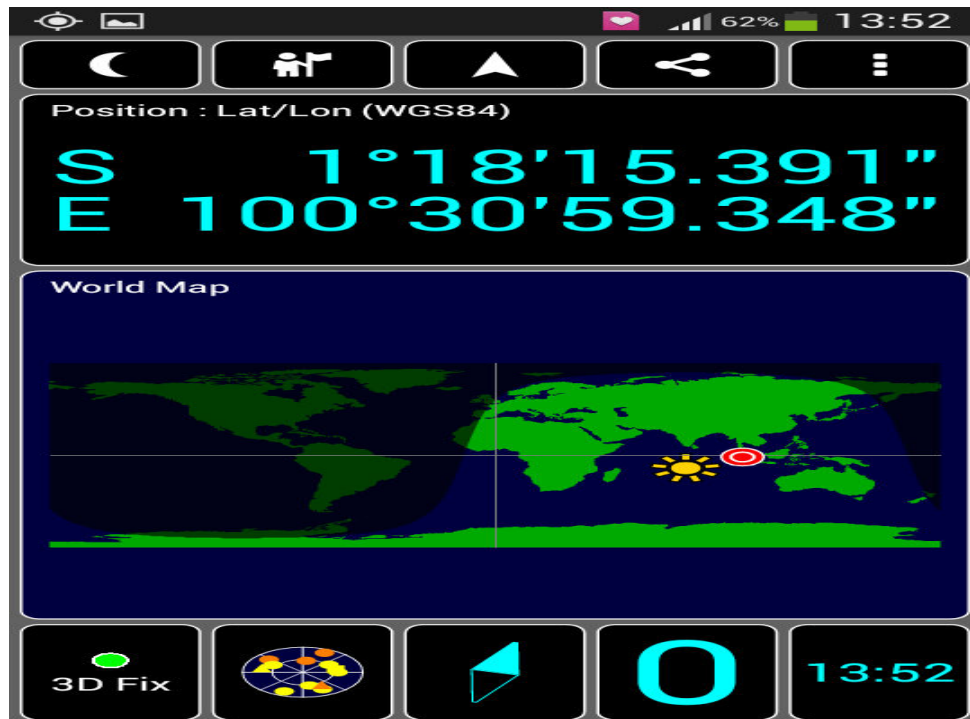 62% 13:52
Position : Lat/Lon (WGS84)
S 1°18'15.391"
E 100°30'59.348"
World Map
3D Fix
0
13:52